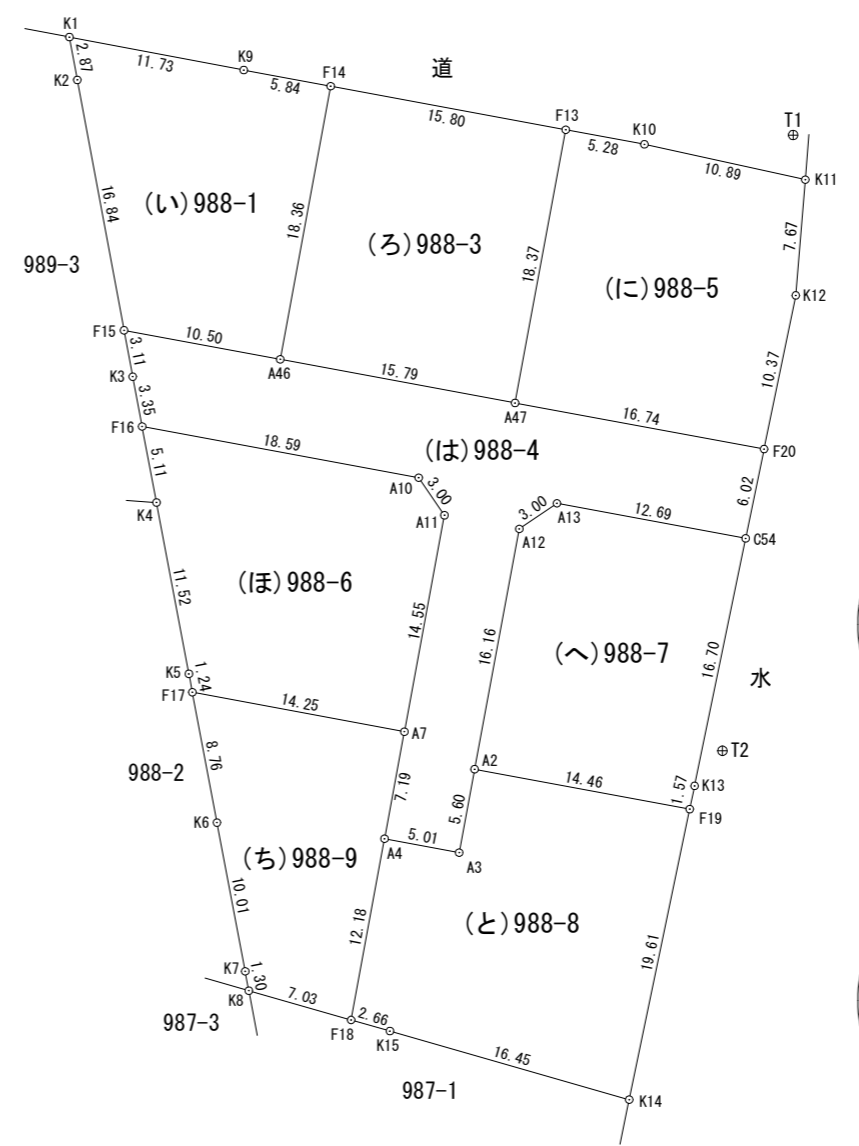 K1
2.87
11.73
K9
5.84
F14
道
K2
15.80
F13
K10
T1
5.28
10.89
K11
16.84
(い)988-1
18.36
(ろ)988-3
18.37
7.67
989-3
(に)988-5
K12
F15
10.50
A46
3.11
15.79
10.37
K3
3.35
A47
16.74
F16
18.59
(は)988-4
F20
5.11
A10
3.00
6.02
A11
3.00
A13
12.69
K4
A12
C54
11.52
(ほ)988-6
14.55
16.16
(へ)988-7
16.70
水
K5
1.24
F17
14.25
A7
T2
8.76
988-2
7.19
A2
14.46
K13
1.57
F19
5.60
K6
A4
5.01
A3
(ち)988-9
10.01
12.18
(と)988-8
19.61
K7
1.30
K8
7.03
987-3
F18
2.66
K15
16.45
987-1
K14